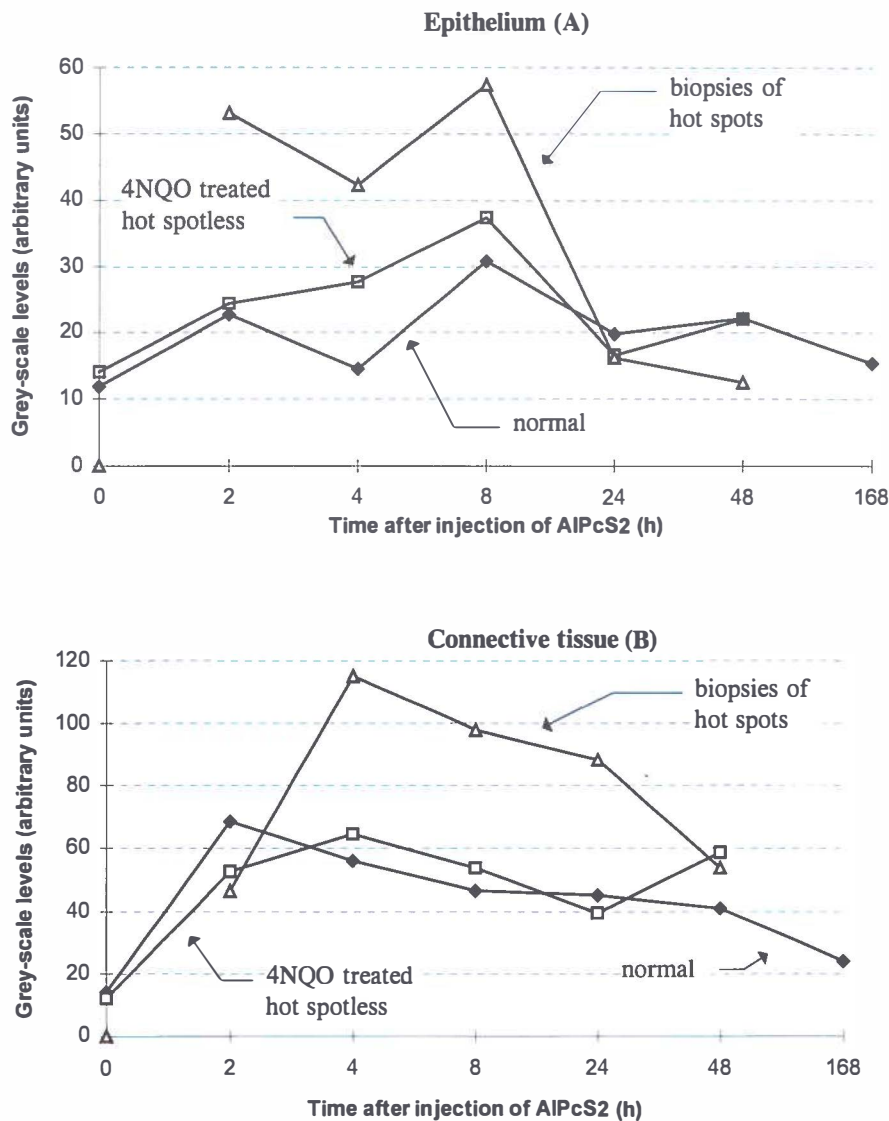 Epithelium (A)
Grey-scale levels (arbitrary units)
60
50
40
30
20
10
0
biopsies of
hot spots
4NQO treated
hot spotless
normal
0 2 4 8 24 48 168
Time after injection of AlPcS2 (h)
Connective tissue (B)
Grey-scale levels (arbitrary units)
120
100
80
60
40
20
0
biopsies of
hot spots
4NQO treated
hot spotless
normal
0 2 4 8 24 48 168
Time after injection of AlPcS2 (h)